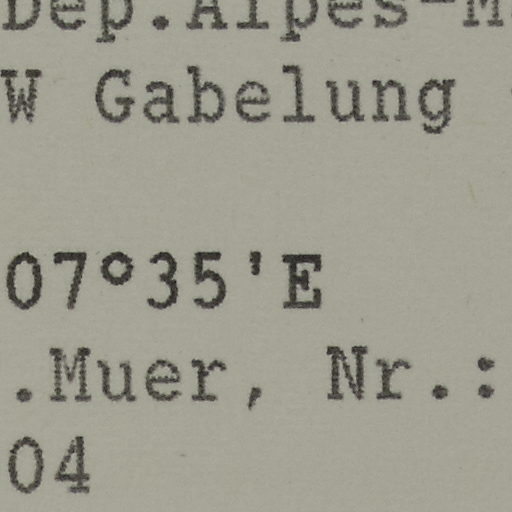 Dep.Alpes-M
W Gabelung
07°35'E
.Muer, Nr.:
04